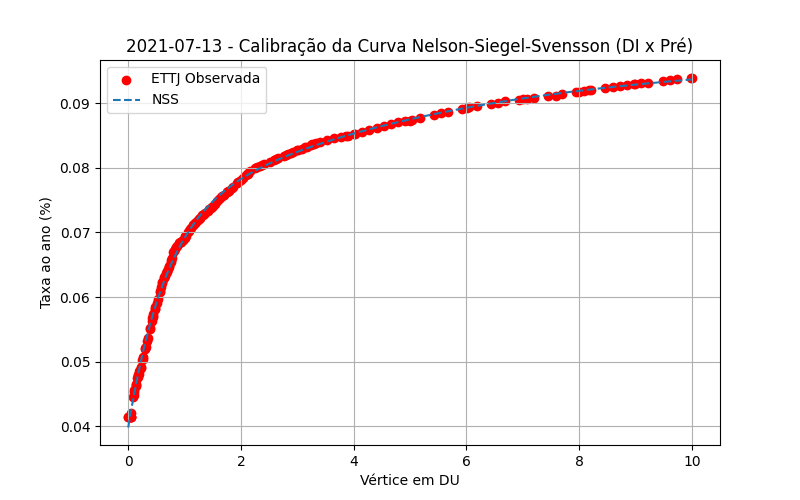 2021-07-13 - Calibração da Curva Nelson-Siegel-Svensson (DI x Pré)
ETTJ Observada
NSS
Taxa ao ano (%)
0.09
0.08
0.07
0.06
0.05
0.04
0 2 4 6 8 10
Vértice em DU